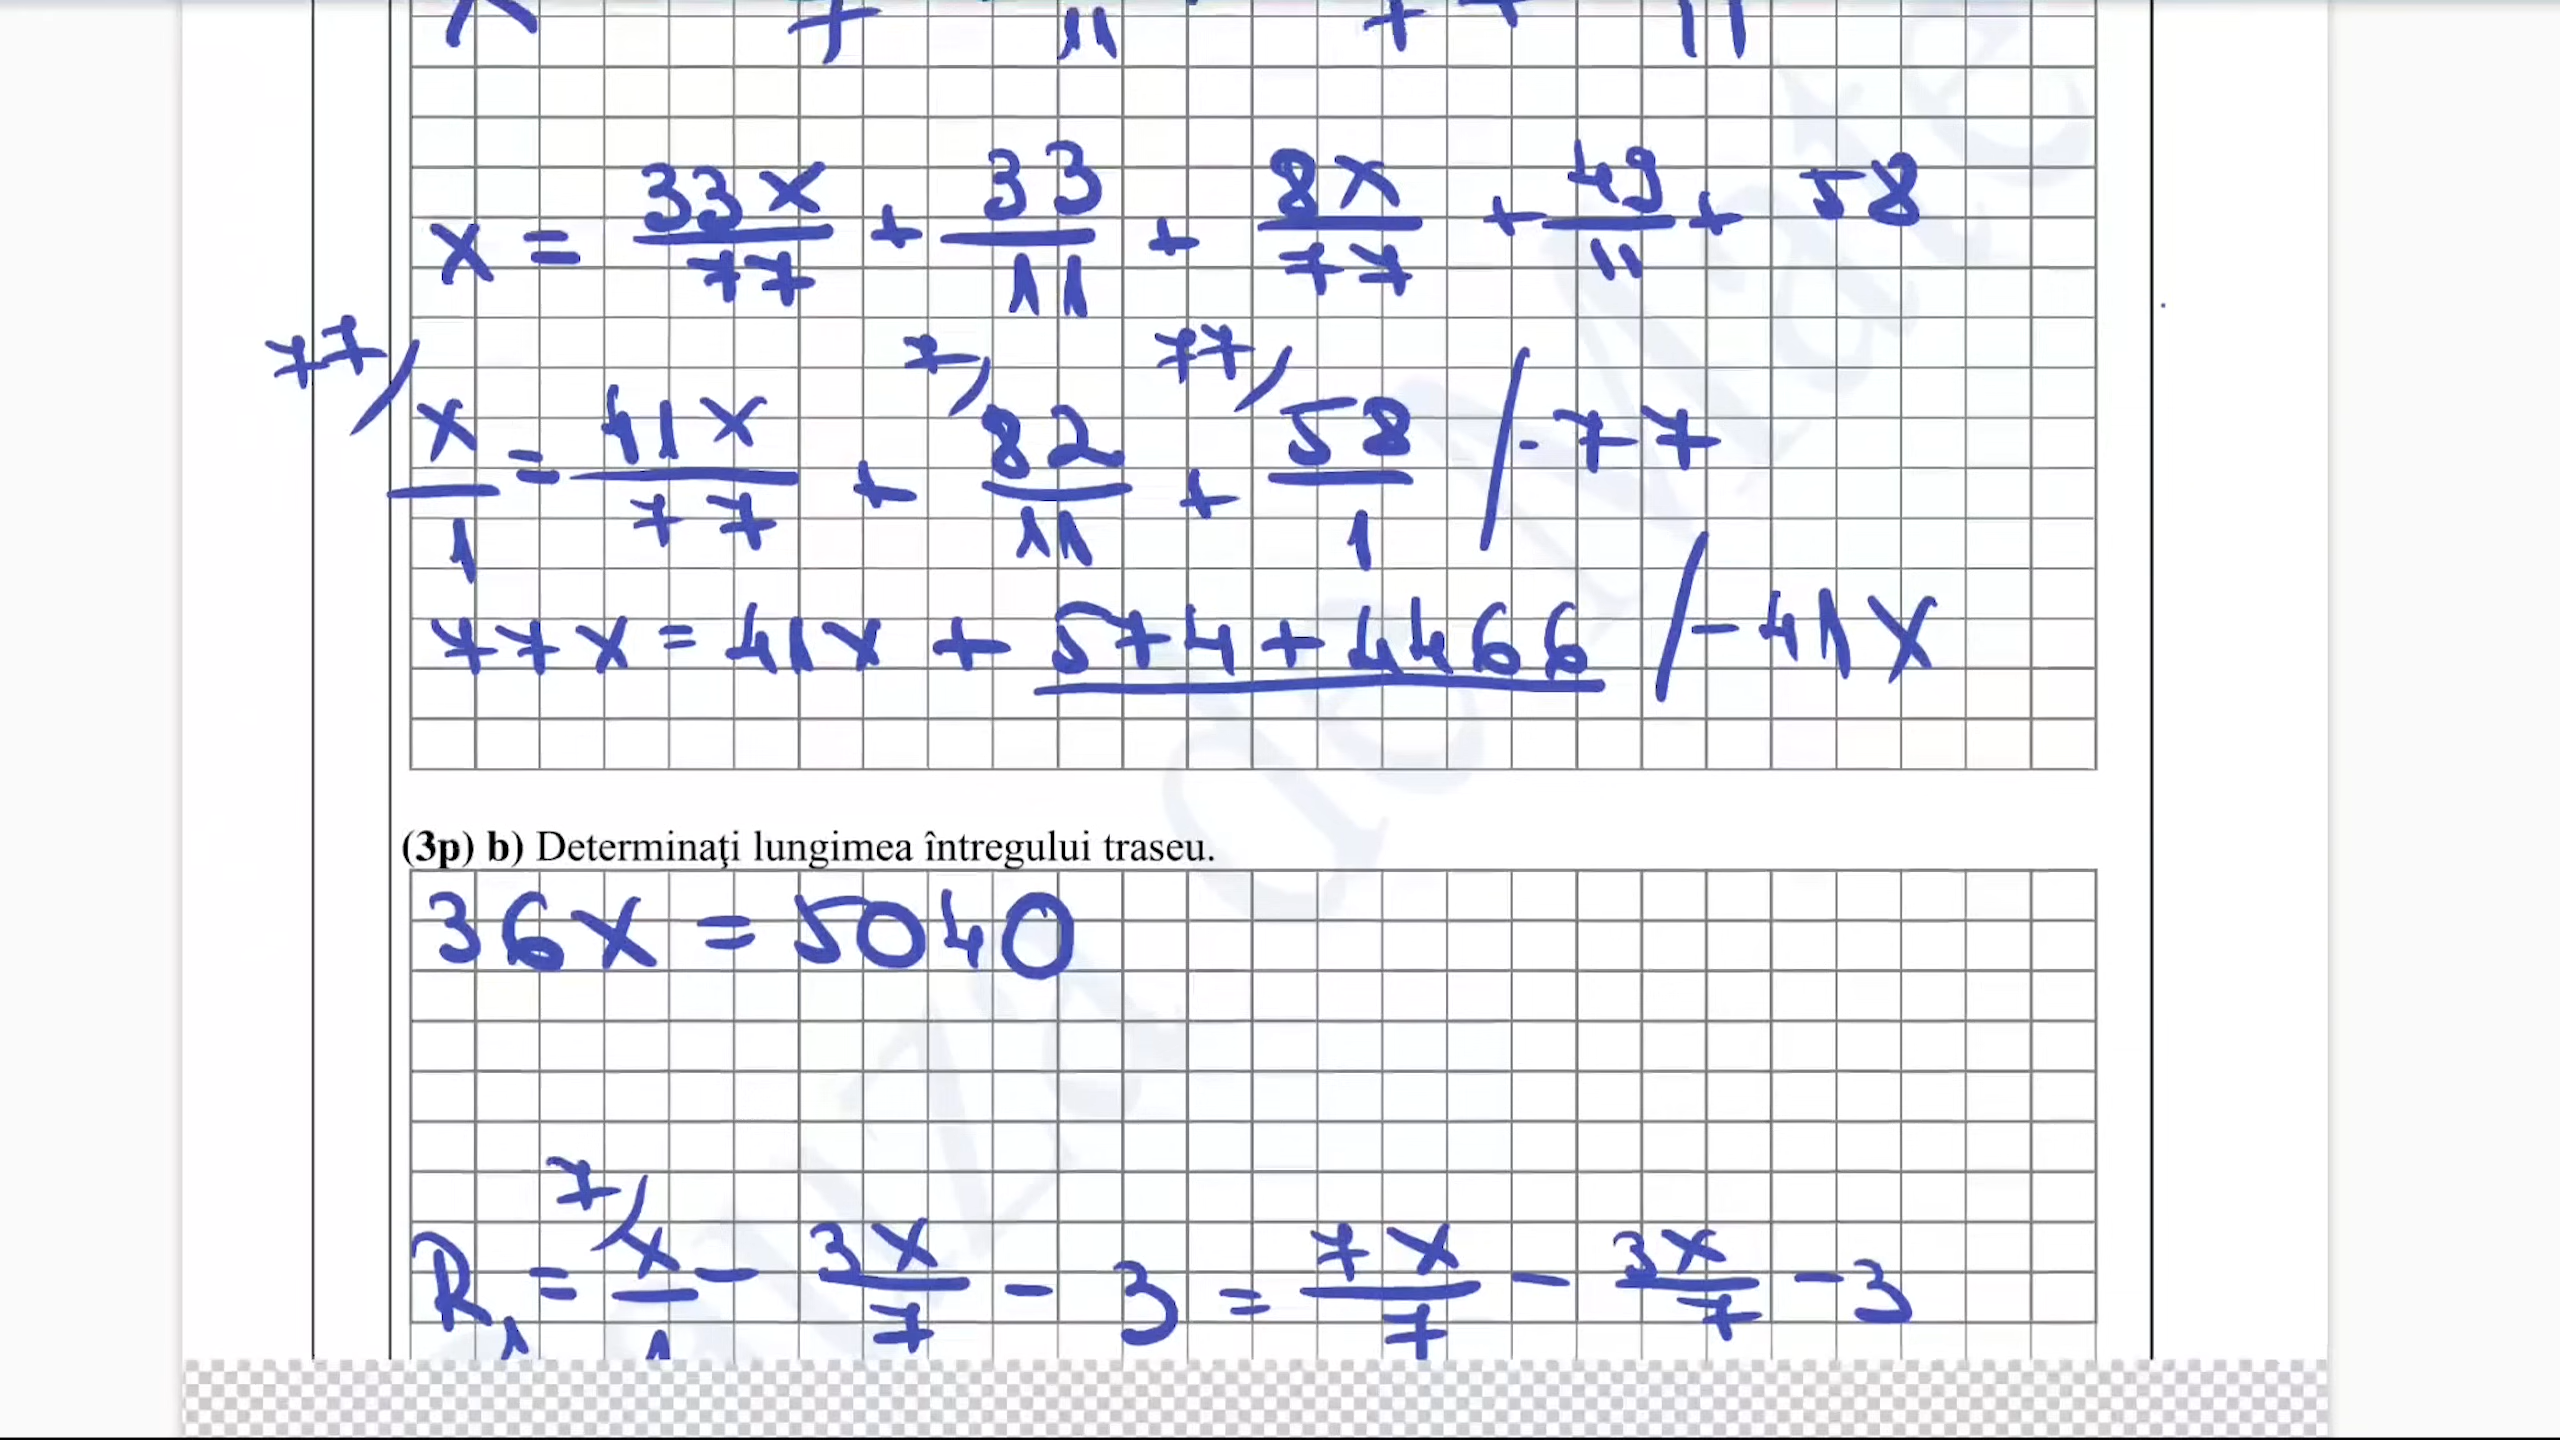 x = 33x/77 + 33/11 + 8x/77 + 49/11 + 58
77/ x/1 = 41x/77 + 7/ 82/11 + 77/ 58/1 / · 77
77x = 41x + 574 + 4466 / - 41x
(3p) b) Determinaţi lungimea întregului traseu.
36x = 5040
R1 = 7/ x/1 - 3x/7 - 3 = 7x/7 - 3x/7 - 3